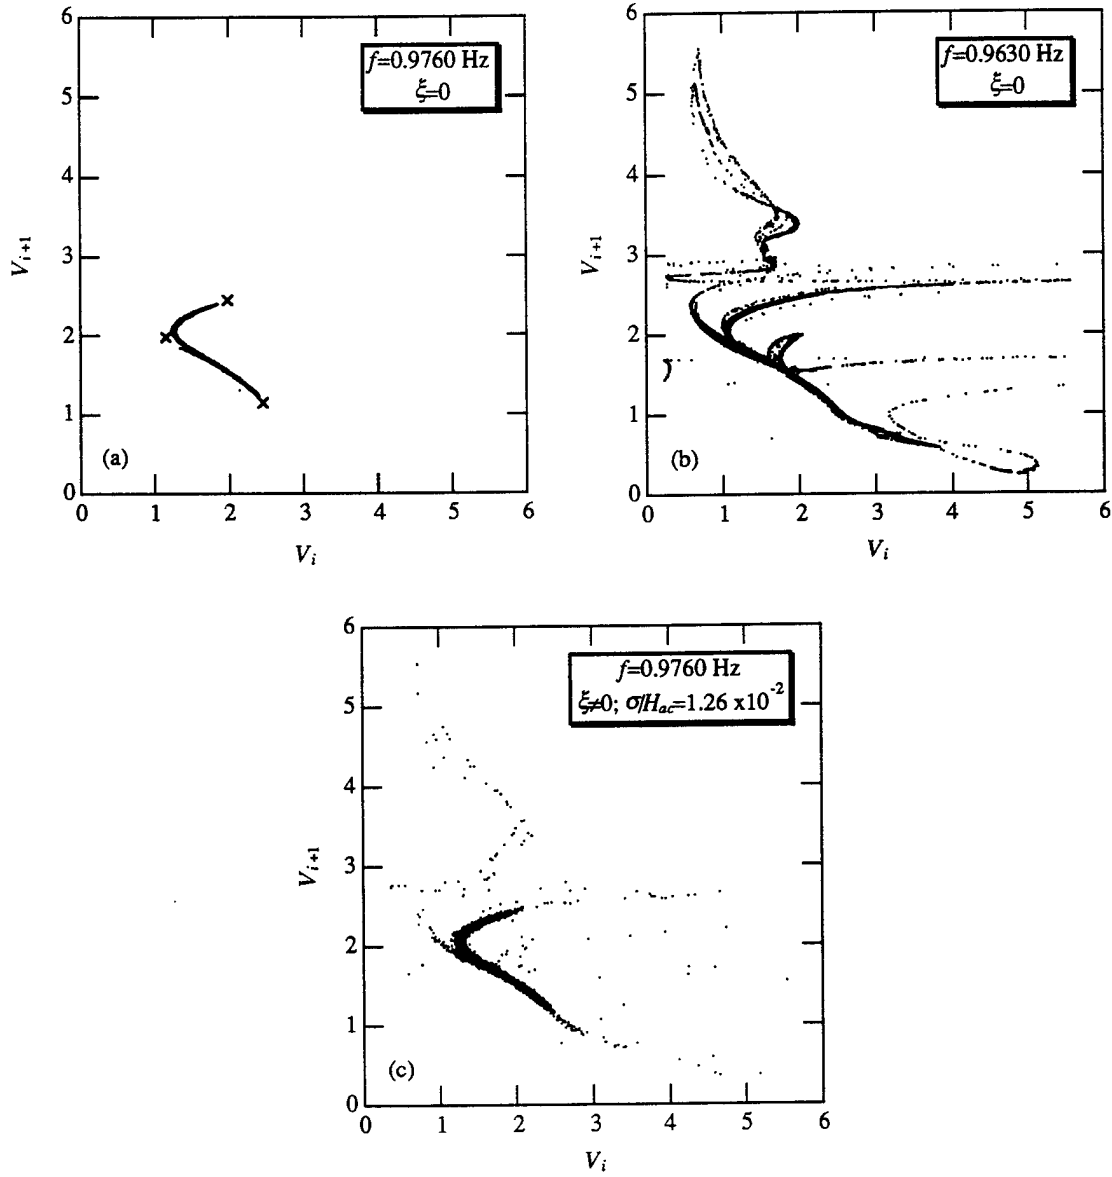 6
5
4
3
2
1
0
V_{i+1}
f=0.9760 Hz
ξ=0
(a)
0 1 2 3 4 5 6
V_i
6
5
4
3
2
1
0
V_{i+1}
f=0.9630 Hz
ξ=0
(b)
0 1 2 3 4 5 6
V_i
6
5
4
3
2
1
0
V_{i+1}
f=0.9760 Hz
ξ≠0; σ/H_{ac}=1.26 x10^{-2}
(c)
0 1 2 3 4 5 6
V_i